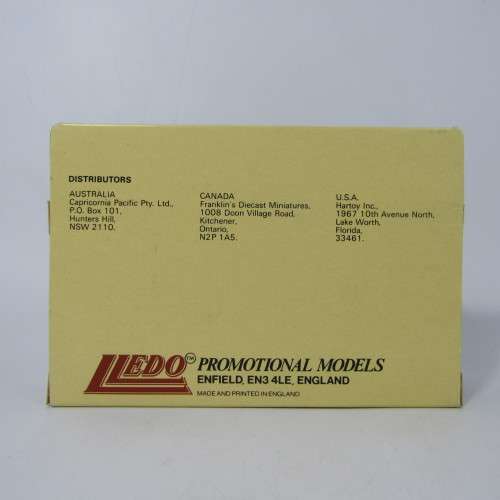 DISTRIBUTORS
AUSTRALIA
Capricornia Pacific Pty. Ltd.,
P.O. Box 101,
Hunters Hill,
NSW 2110.
CANADA
Franklin's Diecast Miniatures,
1008 Doon Village Road,
Kitchener,
Ontario,
N2P 1A5.
U.S.A.
Hartoy Inc.,
1967 10th Avenue North,
Lake Worth,
Florida,
33461.
LLEDO™ PROMOTIONAL MODELS
ENFIELD, EN3 4LE, ENGLAND
MADE AND PRINTED IN ENGLAND